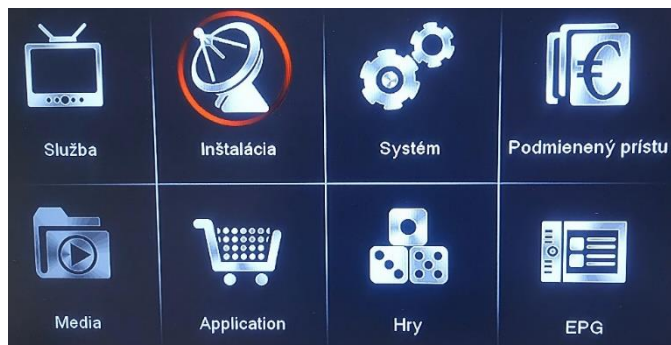 Služba
Inštalácia
Systém
Podmienený prístu
Media
Application
Hry
EPG